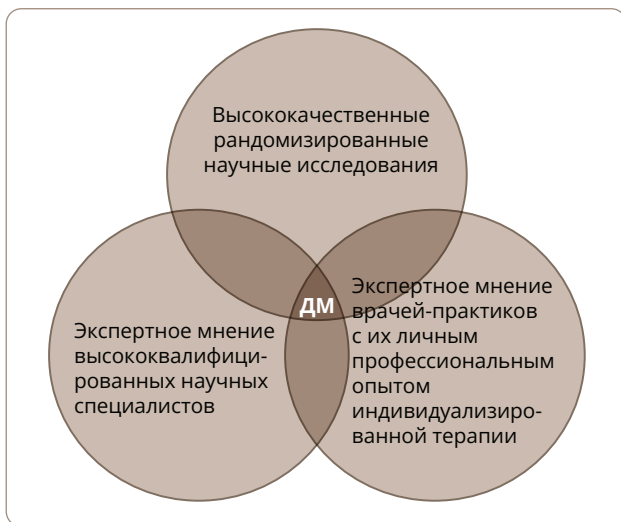 Высококачественные
рандомизированные
научные исследования
ДМ
Экспертное мнение
высококвалифици-
рованных научных
специалистов
Экспертное мнение
врачей-практиков
с их личным
профессиональным
опытом
индивидуализиро-
ванной терапии